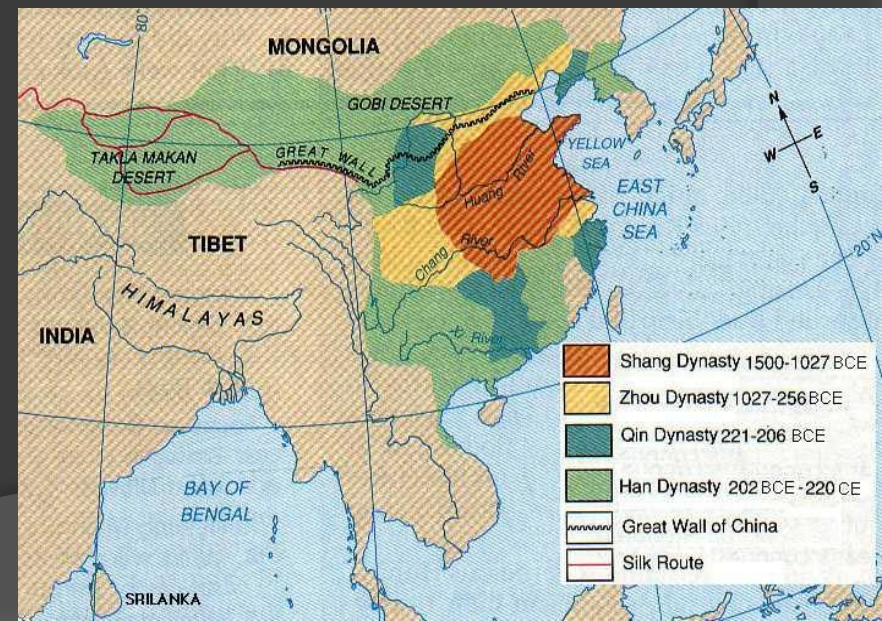 80°
MONGOLIA
GOBI DESERT
TAKLA MAKAN
DESERT
GREAT WALL
YELLOW
SEA
Huang River
EAST
CHINA
SEA
N
W E
S
TIBET
Chang River
20°N
HIMALAYAS
INDIA
River
BAY OF
BENGAL
SRILANKA
Shang Dynasty 1500-1027 BCE
Zhou Dynasty 1027-256 BCE
Qin Dynasty 221-206 BCE
Han Dynasty 202 BCE - 220 CE
Great Wall of China
Silk Route